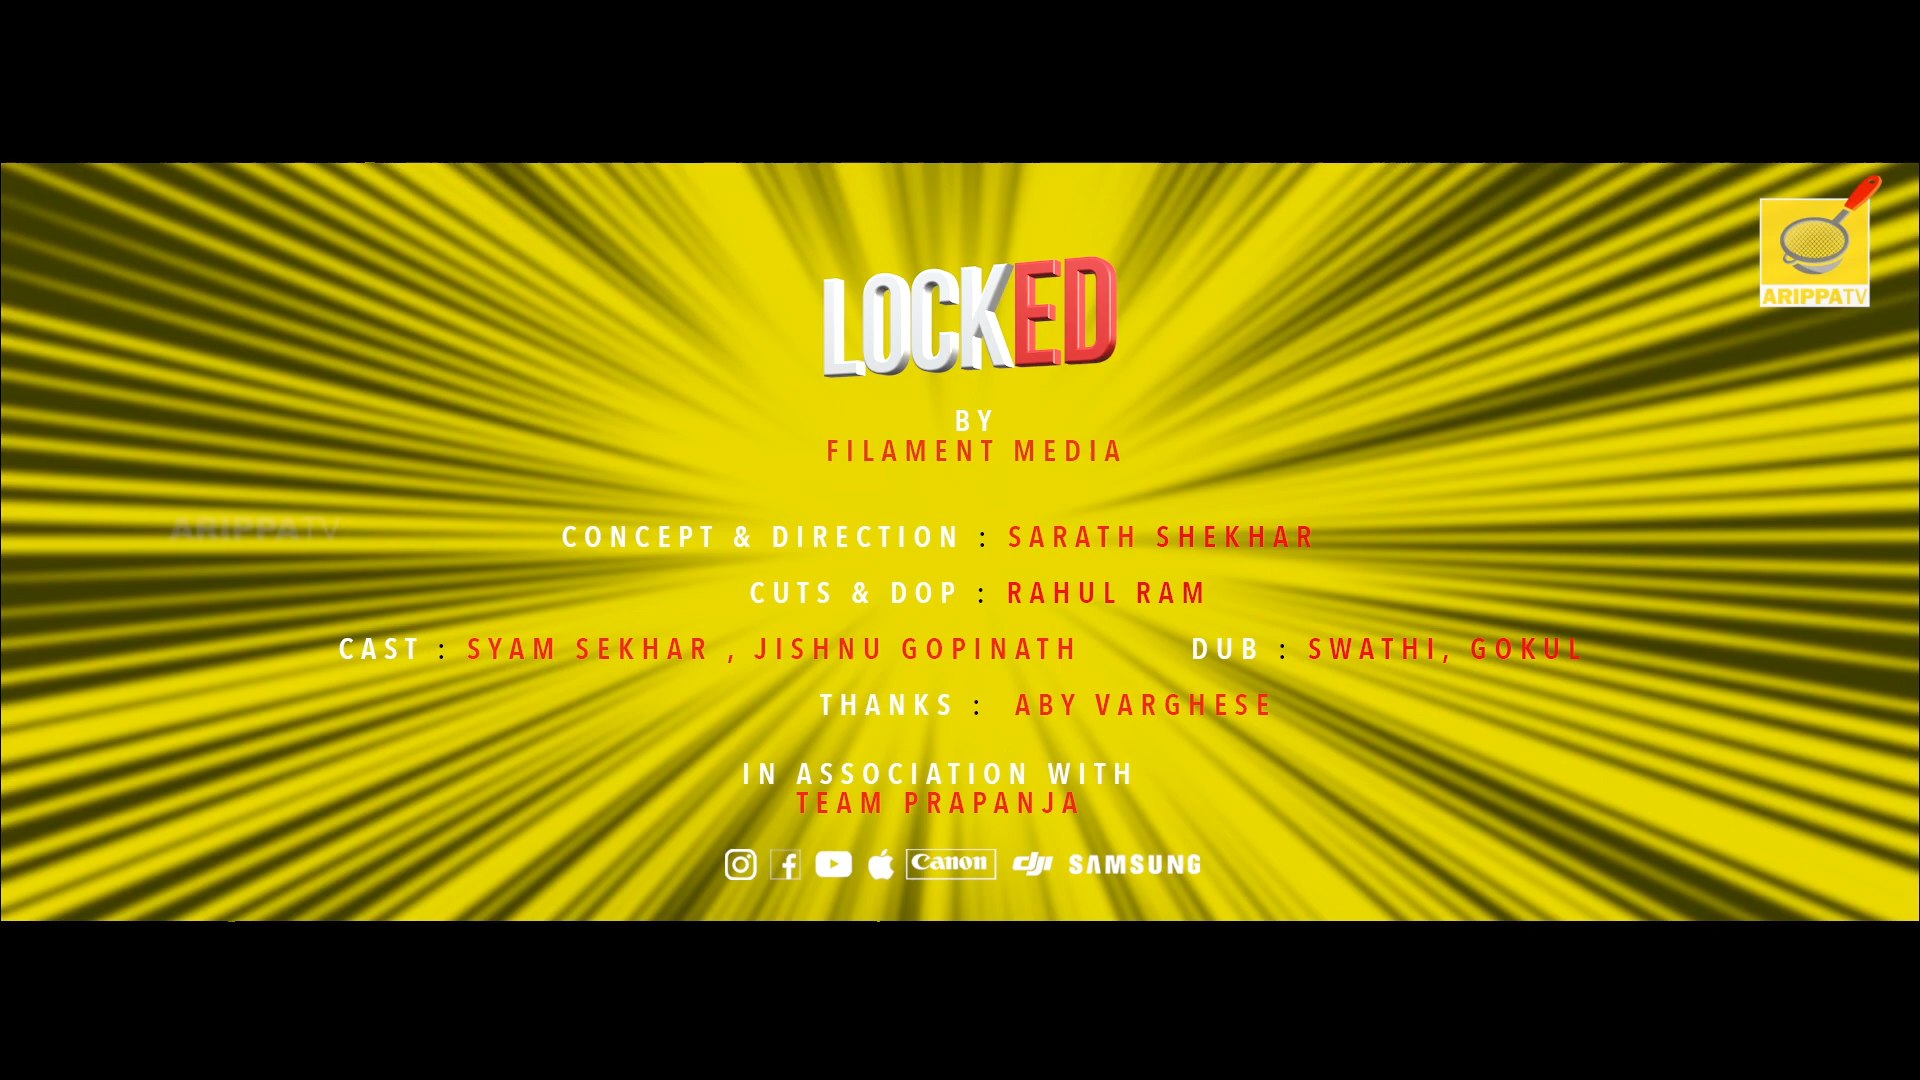 ARIPPATV
LOCKED
BY
FILAMENT MEDIA
ARIPPATV
CONCEPT & DIRECTION : SARATH SHEKHAR
CUTS & DOP : RAHUL RAM
CAST : SYAM SEKHAR , JISHNU GOPINATH DUB : SWATHI, GOKUL
THANKS : ABY VARGHESE
IN ASSOCIATION WITH
TEAM PRAPANJA
Canon dji SAMSUNG